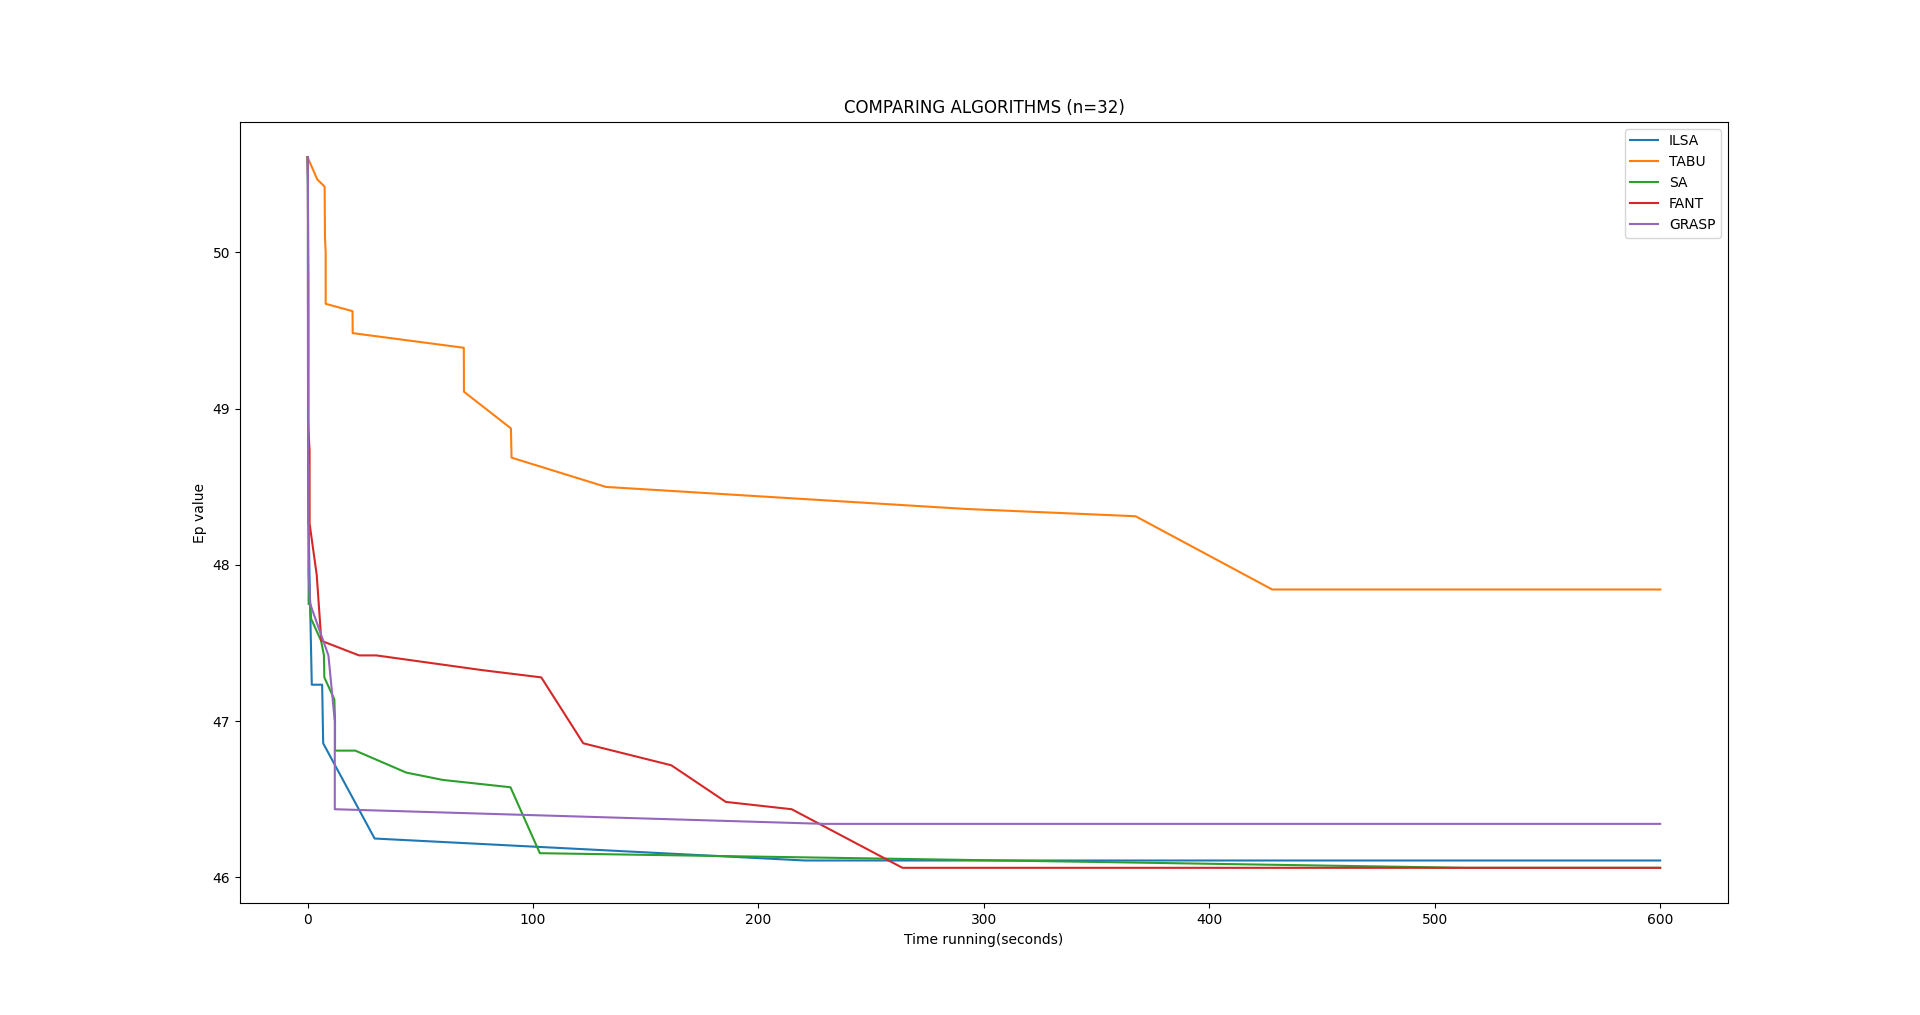 COMPARING ALGORITHMS (n=32)
ILSA
TABU
SA
FANT
GRASP
50
49
48
47
46
Ep value
0 100 200 300 400 500 600
Time running(seconds)